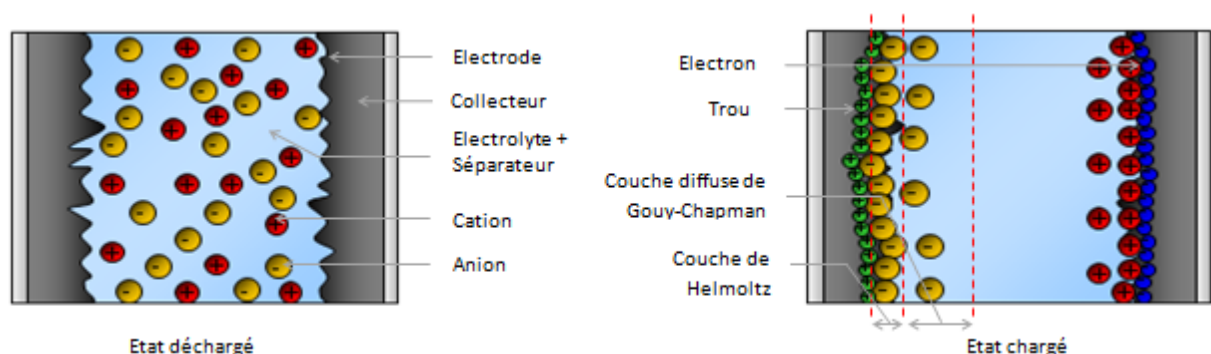 Electrode
Collecteur
Electrolyte +
Séparateur
Cation
Anion
Etat déchargé
Electron
Trou
Couche diffuse de
Gouy-Chapman
Couche de
Helmoltz
Etat chargé